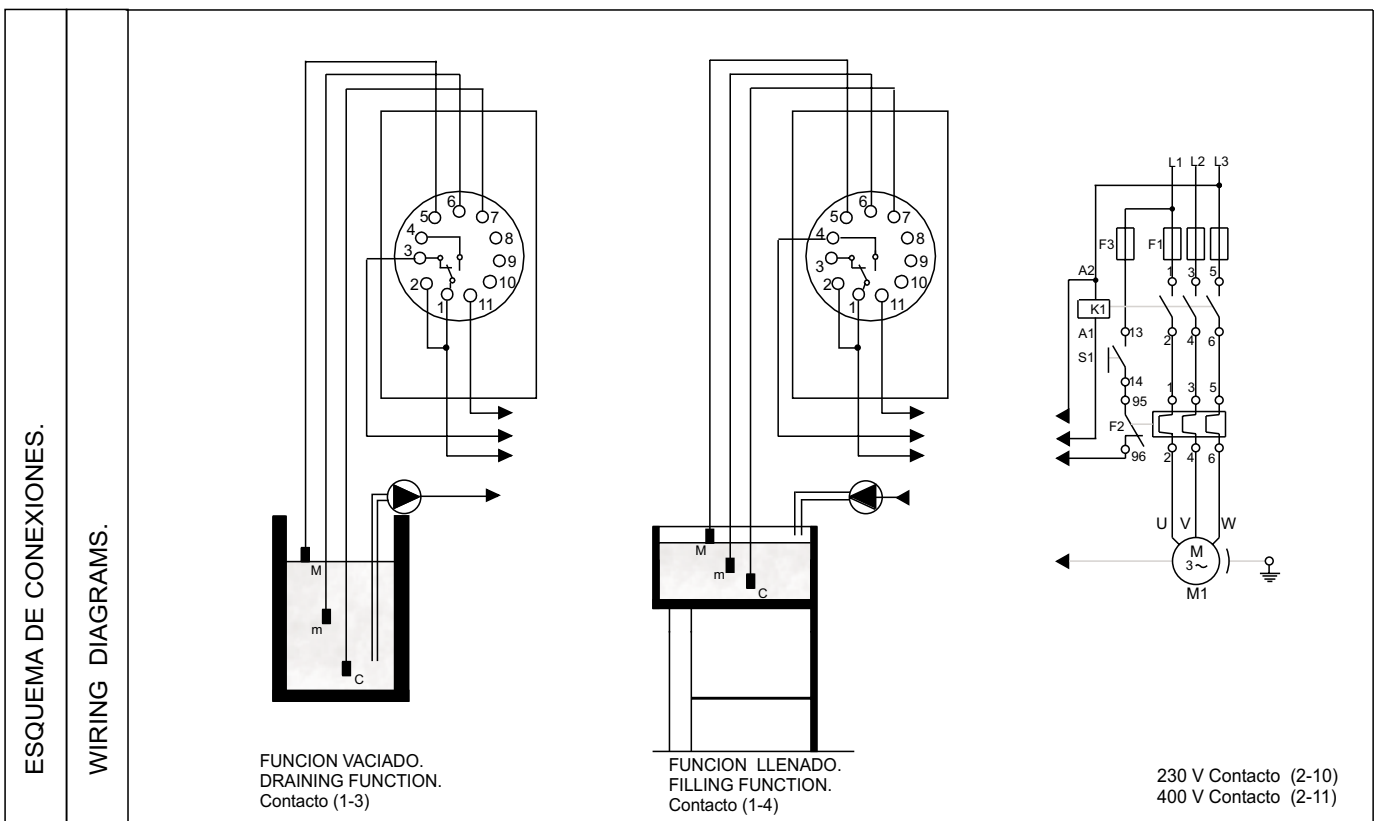 ESQUEMA DE CONEXIONES.
WIRING DIAGRAMS.
5
6
7
4
8
3
9
2
10
1
11
M
m
C
FUNCION VACIADO.
DRAINING FUNCTION.
Contacto (1-3)
5
6
7
4
8
3
9
2
10
1
11
M
m
C
FUNCION LLENADO.
FILLING FUNCTION.
Contacto (1-4)
L1 L2 L3
F3 F1
A2
1 3 5
K1
A1 13
2 4 6
S1
14
1 3 5
95
F2
96
2 4 6
U V W
M
3~
M1
230 V Contacto (2-10)
400 V Contacto (2-11)